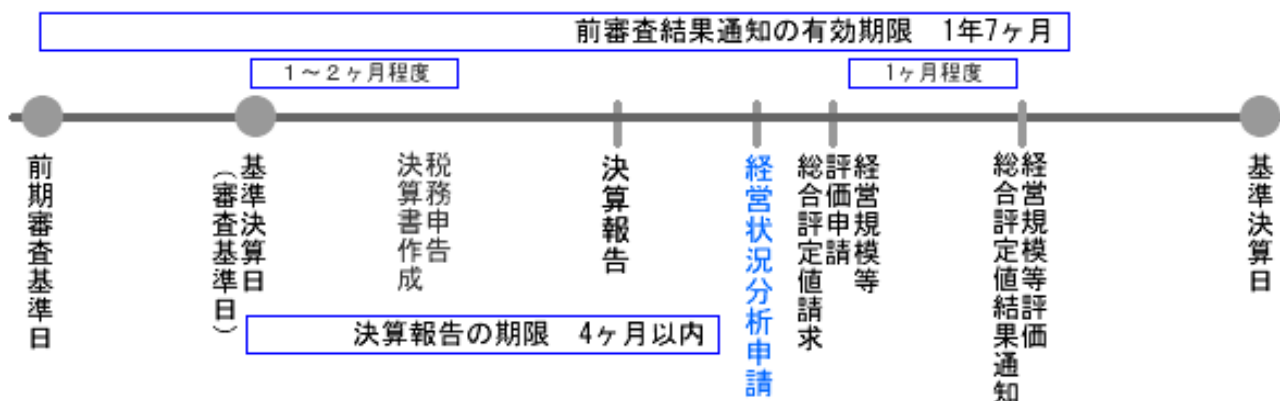 前審査結果通知の有効期限　1年7ヶ月
１～２ヶ月程度
1ヶ月程度
前期審査基準日
基準決算日
（審査基準日）
税務申告
決算書作成
決算報告
経営状況分析申請
経営規模等
評価申請
総合評定値請求
経営規模等評価
総合評定値結果通知
基準決算日
決算報告の期限　4ヶ月以内